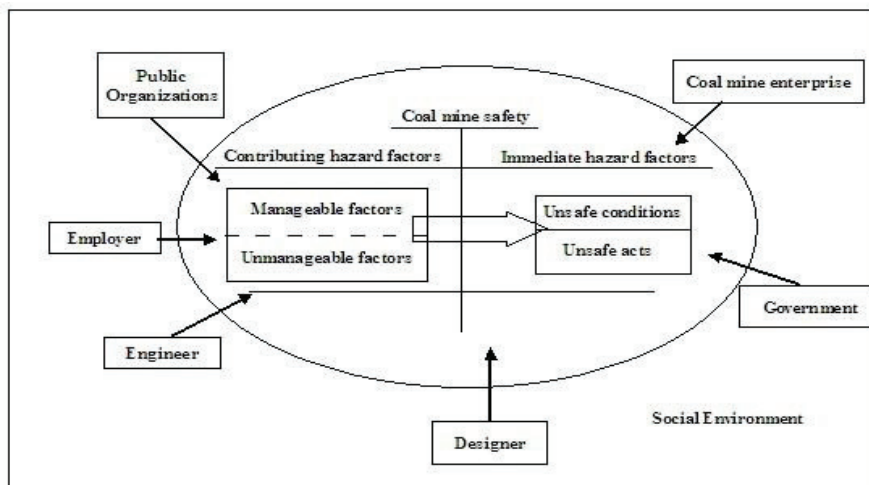 Public
Organizations
Coal mine enterprise
Coal mine safety
Contributing hazard factors
Immediate hazard factors
Manageable factors
Unsafe conditions
Employer
Unmanageable factors
Unsafe acts
Government
Engineer
Social Environment
Designer